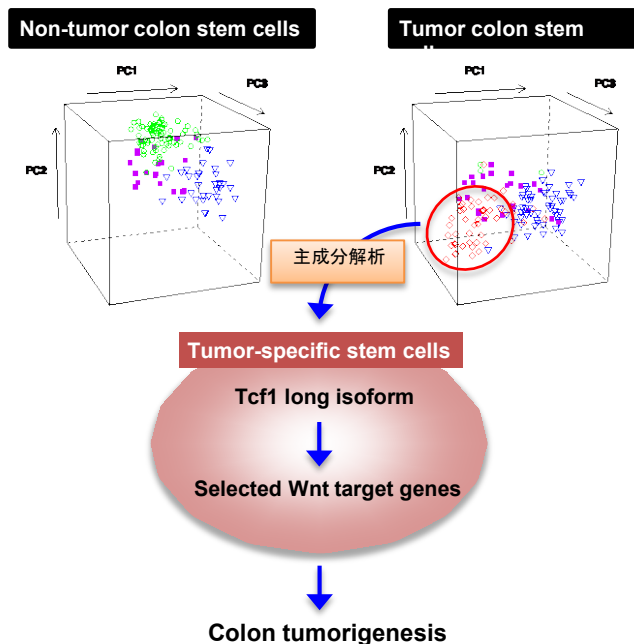 Non-tumor colon stem cells
Tumor colon stem
PC1
PC3
PC2
PC1
PC3
PC2
主成分解析
Tumor-specific stem cells
Tcf1 long isoform
Selected Wnt target genes
Colon tumorigenesis